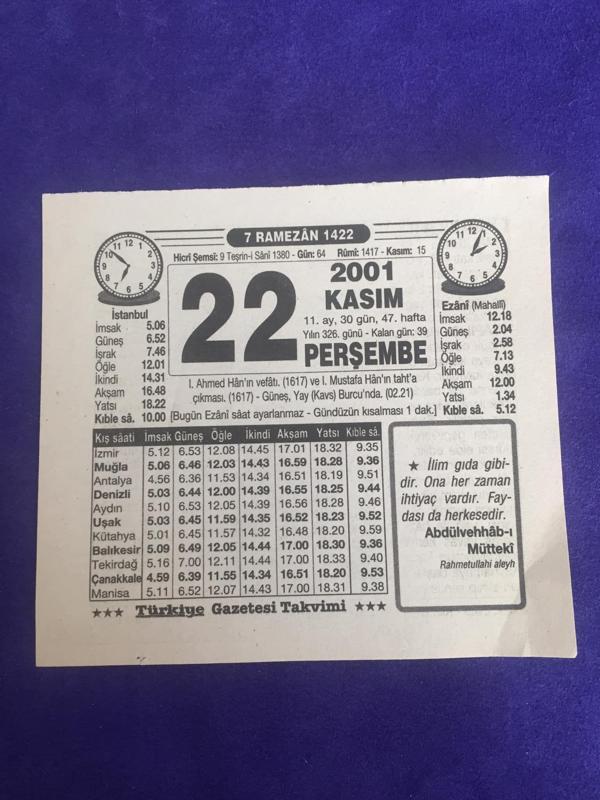 7 RAMEZÂN 1422
Hicrî Şemsî: 9 Teşrin-i Sâni 1380 - Gün: 64 Rûmî: 1417 - Kasım: 15
22
2001
KASIM
11. ay, 30 gün, 47. hafta
Yılın 326. günü - Kalan gün: 39
PERŞEMBE
İstanbul
İmsak 5.06
Güneş 6.52
İşrak 7.46
Öğle 12.01
İkindi 14.31
Akşam 16.48
Yatsı 18.22
Kıble sâ. 10.00
Ezânî (Mahallî)
İmsak 12.18
Güneş 2.04
İşrak 2.58
Öğle 7.13
İkindi 9.43
Akşam 12.00
Yatsı 1.34
Kıble sâ. 5.12
I. Ahmed Hân'ın vefâtı. (1617) ve I. Mustafa Hân'ın taht'a
çıkması. (1617) - Güneş, Yay (Kavs) Burcu'nda. (02.21)
[Bugün Ezanî sâat ayarlanmaz - Gündüzün kısalması 1 dak.]
Kış sâati İmsak Güneş Öğle İkindi Akşam Yatsı Kıble sâ.
İzmir 5.12 6.53 12.08 14.45 17.01 18.32 9.35
Muğla 5.06 6.46 12.03 14.43 16.59 18.28 9.36
Antalya 4.56 6.36 11.53 14.34 16.51 18.19 9.51
Denizli 5.03 6.44 12.00 14.39 16.55 18.25 9.44
Aydın 5.10 6.53 12.05 14.39 16.56 18.28 9.46
Uşak 5.03 6.45 11.59 14.35 16.52 18.23 9.52
Kütahya 5.01 6.45 11.57 14.32 16.48 18.20 9.59
Balıkesir 5.09 6.49 12.05 14.44 17.00 18.30 9.36
Tekirdağ 5.16 7.00 12.11 14.44 17.00 18.33 9.40
Çanakkale 4.59 6.39 11.55 14.34 16.51 18.20 9.53
Manisa 5.11 6.52 12.07 14.43 17.00 18.31 9.38
★ İlim gıda gibi-
dir. Ona her zaman
ihtiyaç vardır. Fay-
dası da herkesedir.
Abdülvehhâb-ı
Müttekî
Rahmetullahi aleyh
★★★ Türkiye Gazetesi Takvimi ★★★